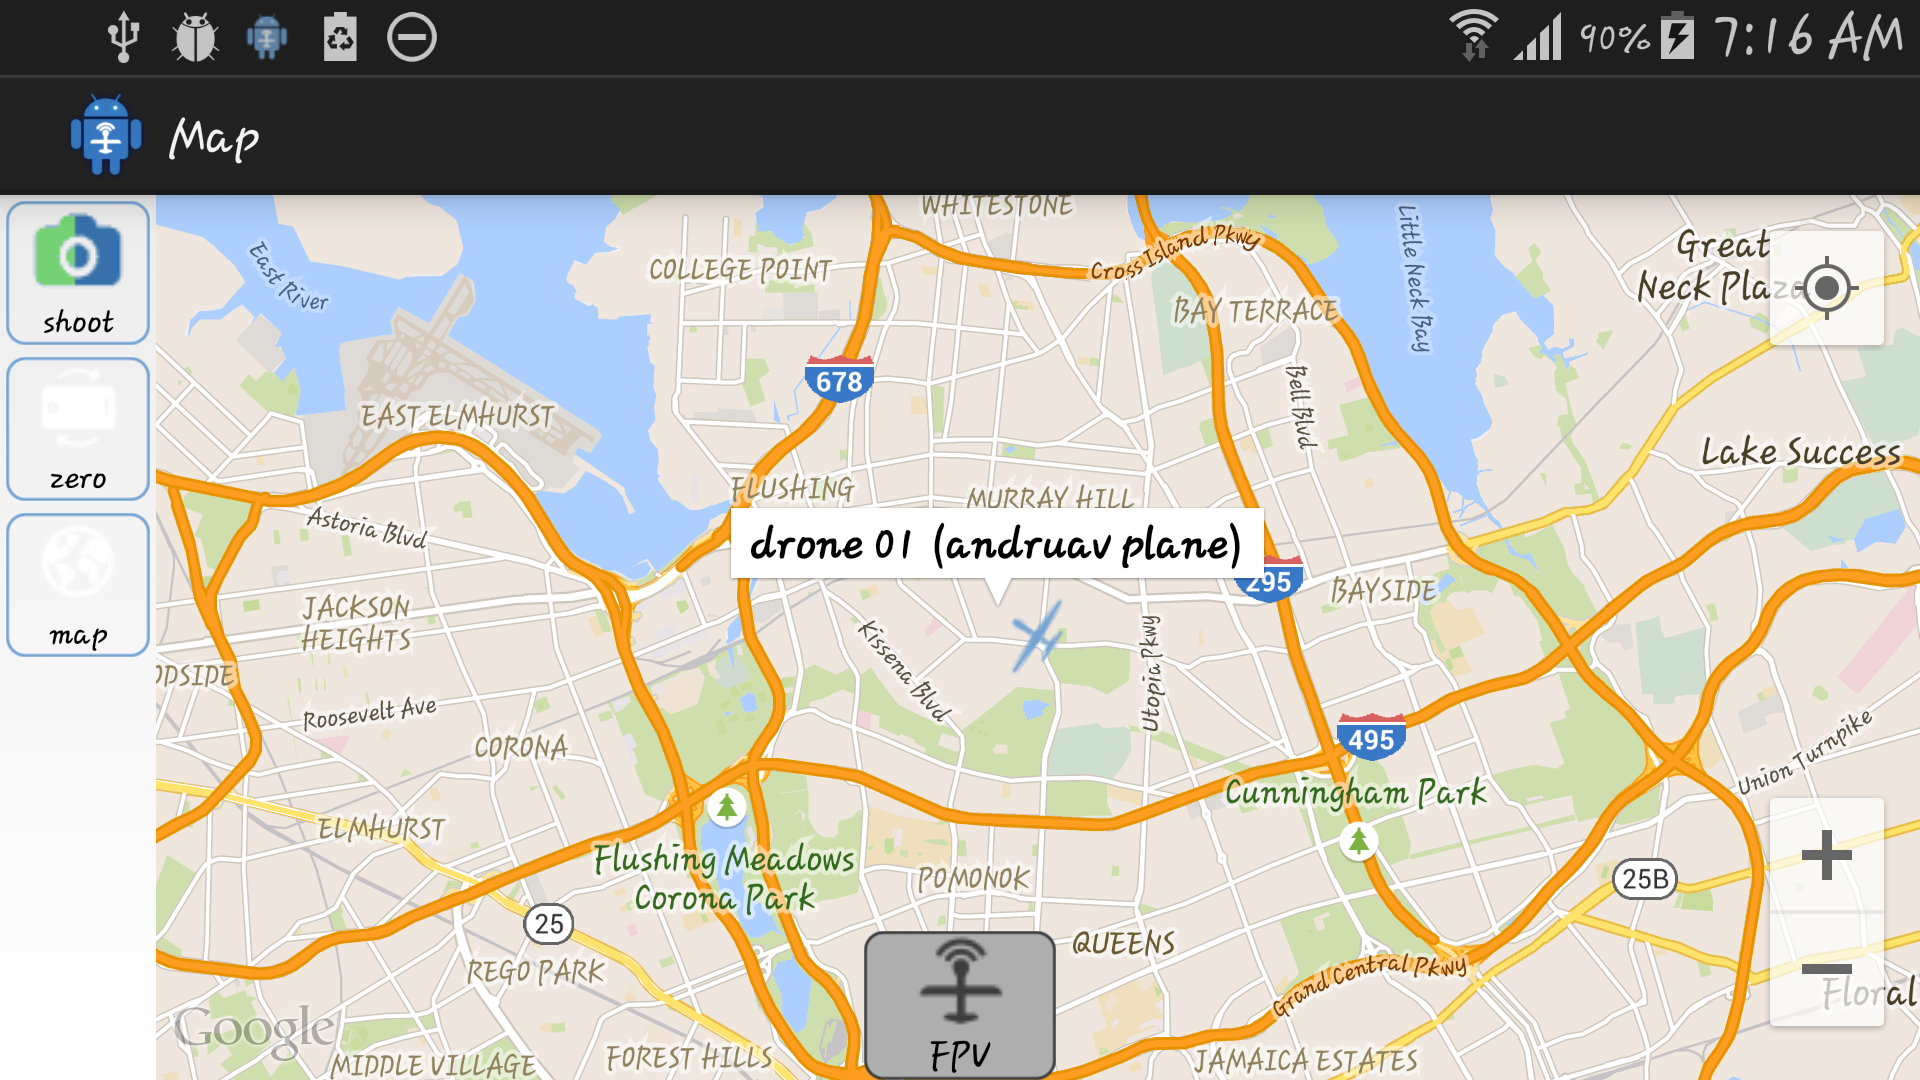 90% 7:16 AM
Map
shoot
zero
map
WHITESTONE
East River
COLLEGE POINT
Cross Island Pkwy
Little Neck Bay
Great
Neck Plaza
BAY TERRACE
678
Bell Blvd
EAST ELMHURST
Lake Success
FLUSHING
MURRAY HILL
Astoria Blvd
drone 01 (andruav plane)
295
BAYSIDE
JACKSON
HEIGHTS
Kissena Blvd
Utopia Pkwy
ODSIDE
Roosevelt Ave
CORONA
495
Union Turnpike
Cunningham Park
ELMHURST
Flushing Meadows
Corona Park
POMONOK
25B
25
QUEENS
REGO PARK
Grand Central Pkwy
Floral
Google
MIDDLE VILLAGE
FOREST HILLS
FPV
JAMAICA ESTATES